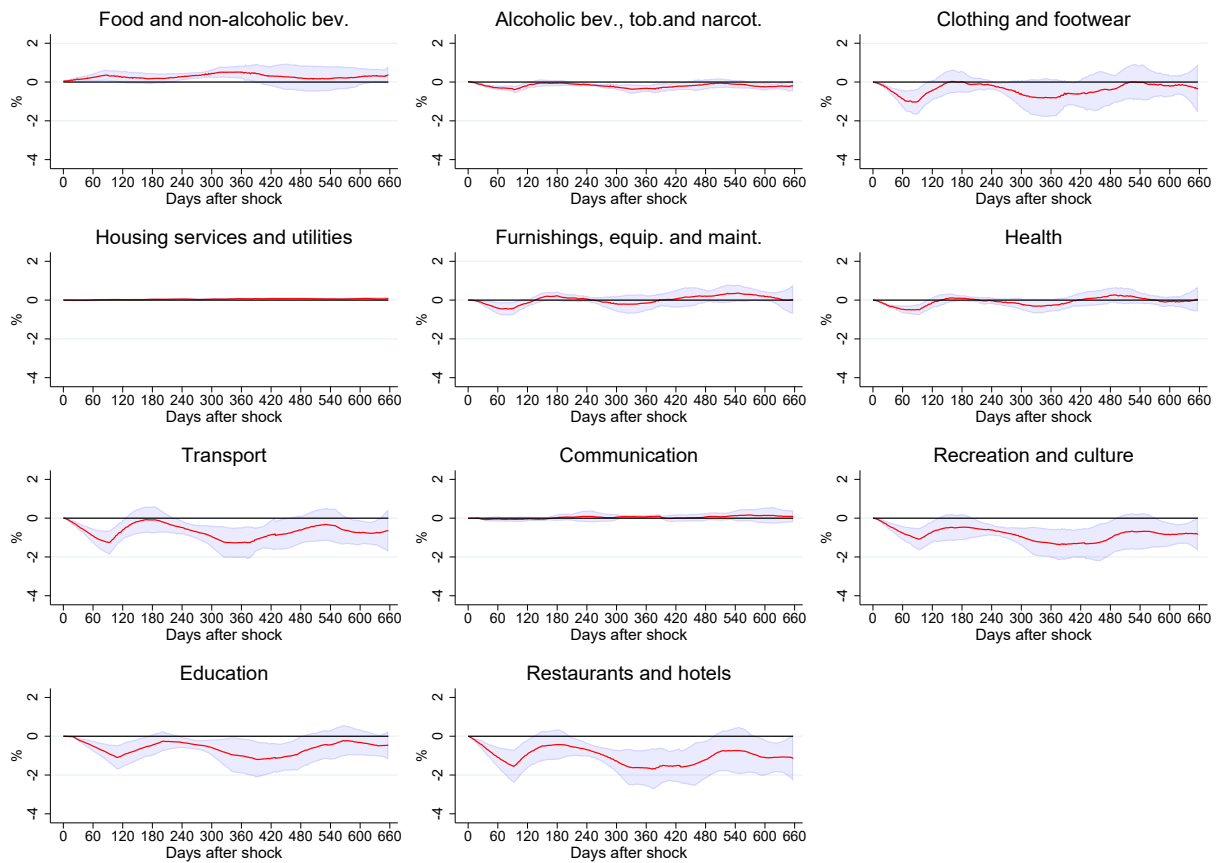 Food and non-alcoholic bev.
2
0
-2
-4
%
0 60 120 180 240 300 360 420 480 540 600 660
Days after shock
Alcoholic bev., tob.and narcot.
2
0
-2
-4
%
0 60 120 180 240 300 360 420 480 540 600 660
Days after shock
Clothing and footwear
2
0
-2
-4
%
0 60 120 180 240 300 360 420 480 540 600 660
Days after shock
Housing services and utilities
2
0
-2
-4
%
0 60 120 180 240 300 360 420 480 540 600 660
Days after shock
Furnishings, equip. and maint.
2
0
-2
-4
%
0 60 120 180 240 300 360 420 480 540 600 660
Days after shock
Health
2
0
-2
-4
%
0 60 120 180 240 300 360 420 480 540 600 660
Days after shock
Transport
2
0
-2
-4
%
0 60 120 180 240 300 360 420 480 540 600 660
Days after shock
Communication
2
0
-2
-4
%
0 60 120 180 240 300 360 420 480 540 600 660
Days after shock
Recreation and culture
2
0
-2
-4
%
0 60 120 180 240 300 360 420 480 540 600 660
Days after shock
Education
2
0
-2
-4
%
0 60 120 180 240 300 360 420 480 540 600 660
Days after shock
Restaurants and hotels
2
0
-2
-4
%
0 60 120 180 240 300 360 420 480 540 600 660
Days after shock